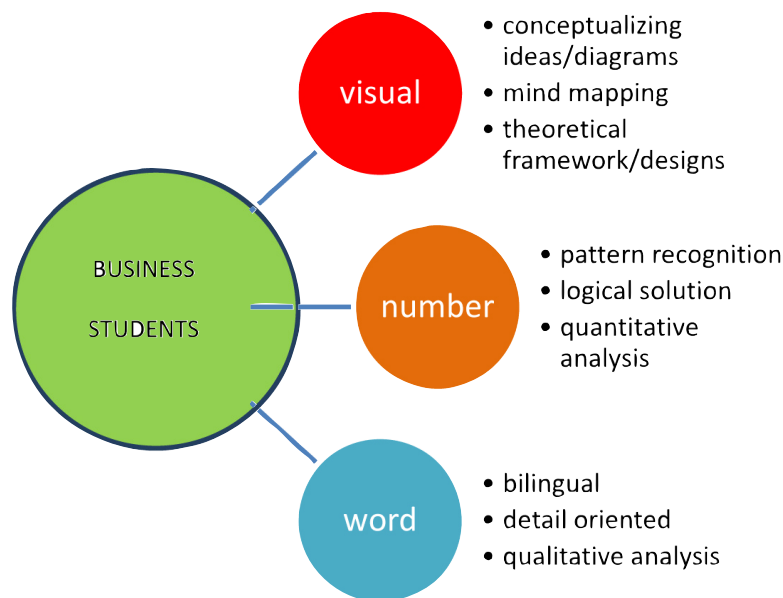 BUSINESS
STUDENTS
visual
• conceptualizing
ideas/diagrams
• mind mapping
• theoretical
framework/designs
number
• pattern recognition
• logical solution
• quantitative
analysis
word
• bilingual
• detail oriented
• qualitative analysis